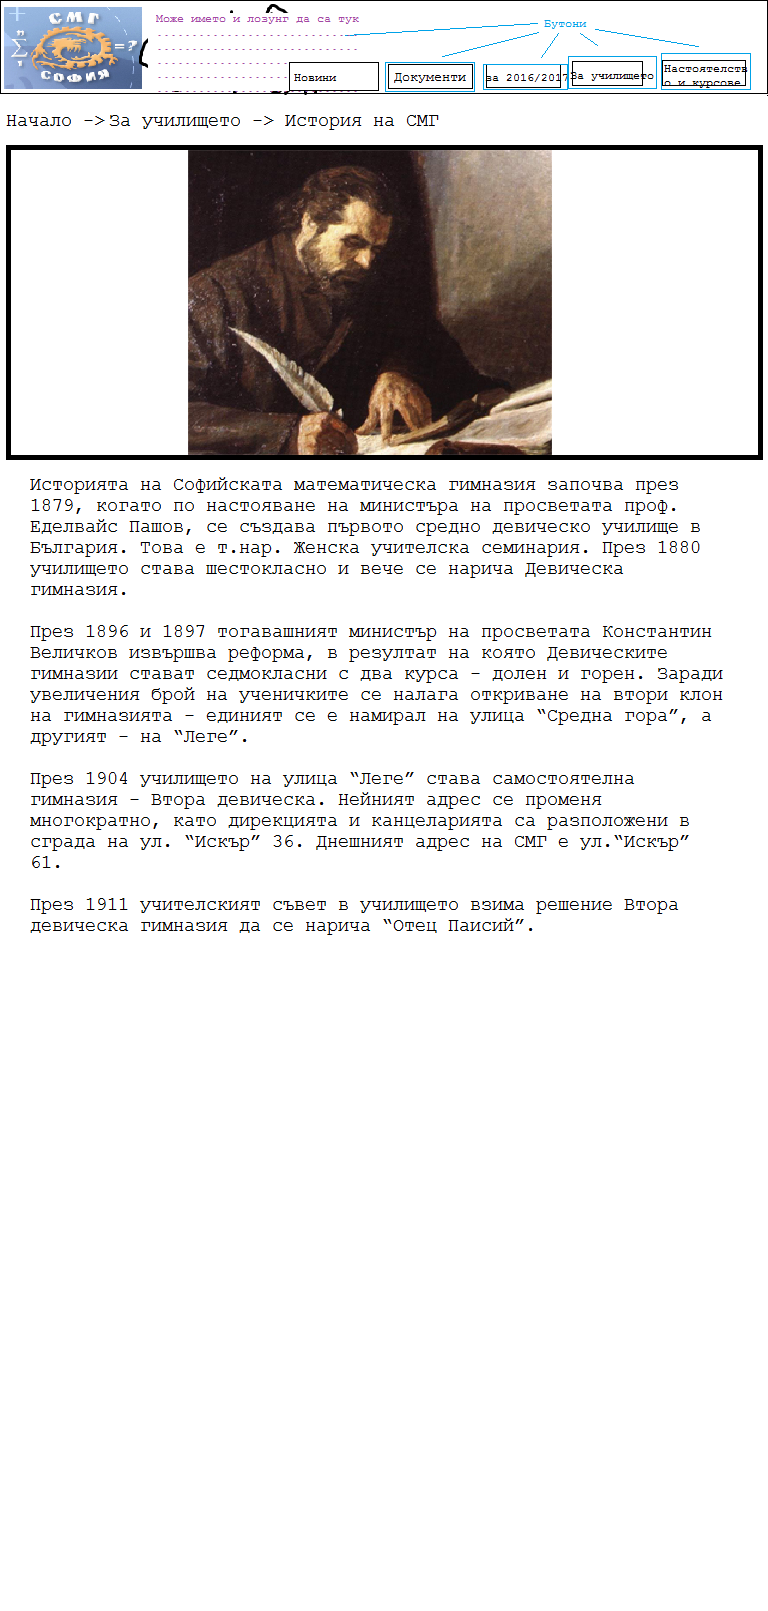 СМГ
СОФИЯ
n
Σ
1
=?
Може името и лозунг да са тук
Бутони
Новини
Документи
за 2016/2017
За училището
Настоятелств
о и курсове
Начало -> За училището -> История на СМГ
Историята на Софийската математическа гимназия започва през
1879, когато по настояване на министъра на просветата проф.
Еделвайс Пашов, се създава първото средно девическо училище в
България. Това е т.нар. Женска учителска семинария. През 1880
училището става шестокласно и вече се нарича Девическа
гимназия.
През 1896 и 1897 тогавашният министър на просветата Константин
Величков извършва реформа, в резултат на която Девическите
гимназии стават седмокласни с два курса – долен и горен. Заради
увеличения брой на ученичките се налага откриване на втори клон
на гимназията – единият се е намирал на улица “Средна гора”, а
другият – на “Леге”.
През 1904 училището на улица “Леге” става самостоятелна
гимназия – Втора девическа. Нейният адрес се променя
многократно, като дирекцията и канцеларията са разположени в
сграда на ул. “Искър” 36. Днешният адрес на СМГ е ул.“Искър”
61.
През 1911 учителският съвет в училището взима решение Втора
девическа гимназия да се нарича “Отец Паисий”.